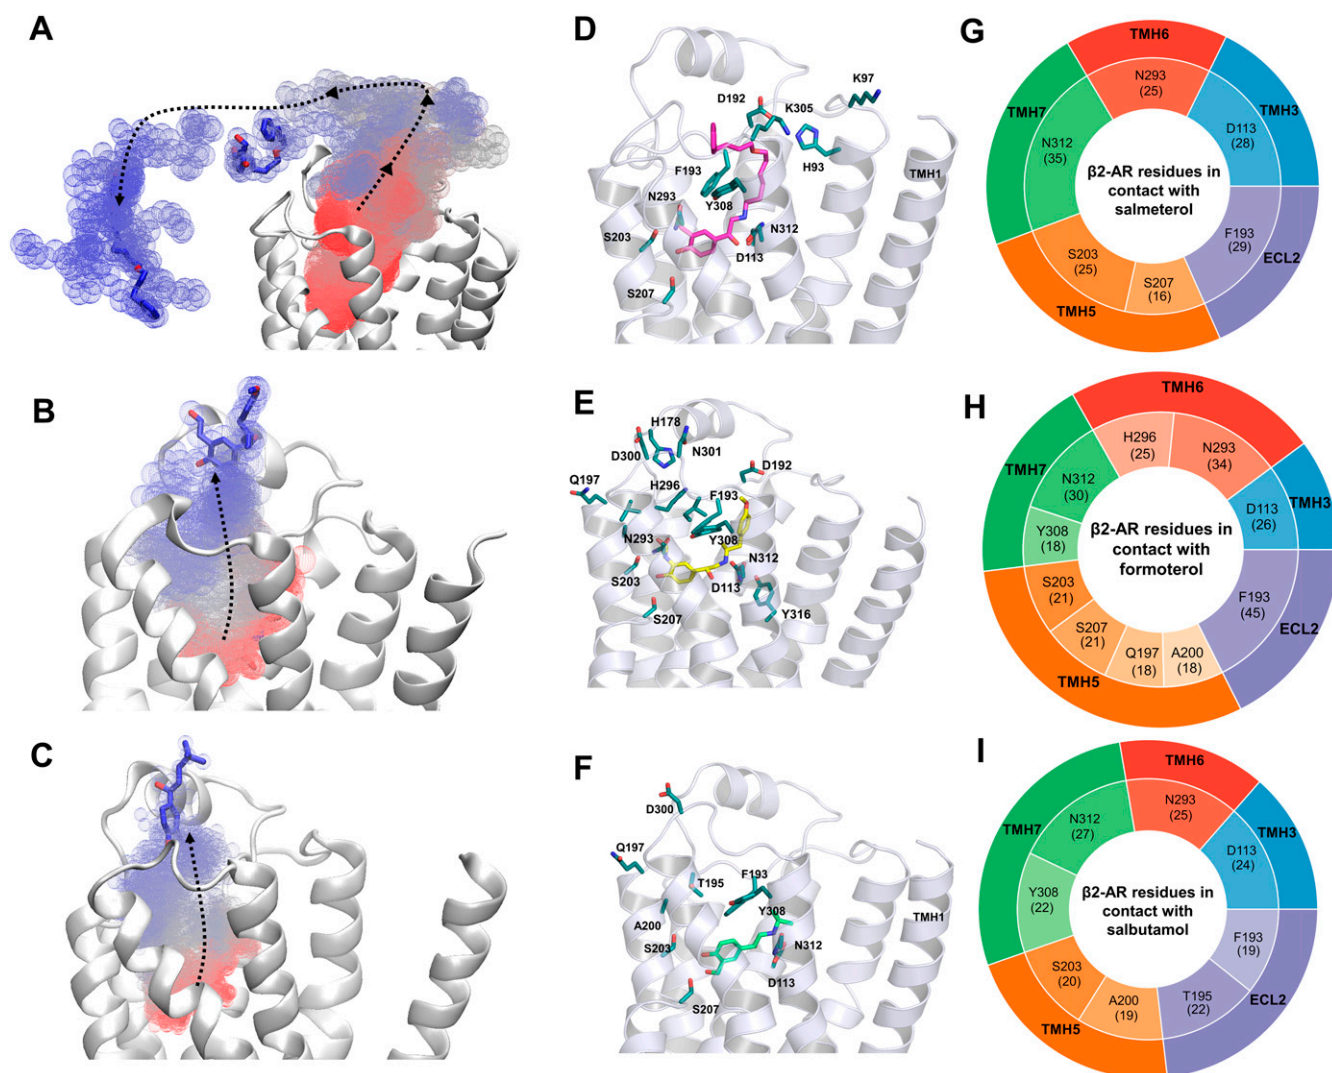 A
B
C
D
K97
D192
K305
F193
H93
TMH1
Y308
N293
S203
N312
D113
S207
E
H178
D300
N301
D192
Q197
H296
F193
Y308
N293
N312
S203
D113
S207
Y316
F
D300
Q197
T195
F193
Y308
TMH1
A200
S203
N312
D113
S207
G
TMH6
N293
(25)
TMH3
D113
(28)
TMH7
N312
(35)
β2-AR residues in
contact with
salmeterol
F193
(29)
ECL2
S203
(25)
S207
(16)
TMH5
H
TMH6
H296
(25)
N293
(34)
TMH7
N312
(30)
TMH3
D113
(26)
Y308
(18)
β2-AR residues in
contact with
formoterol
S203
(21)
F193
(45)
S207
(21)
Q197
(18)
A200
(18)
ECL2
TMH5
I
TMH6
N293
(25)
TMH7
N312
(27)
TMH3
D113
(24)
Y308
(22)
β2-AR residues in
contact with
salbutamol
F193
(19)
S203
(20)
A200
(19)
T195
(22)
ECL2
TMH5